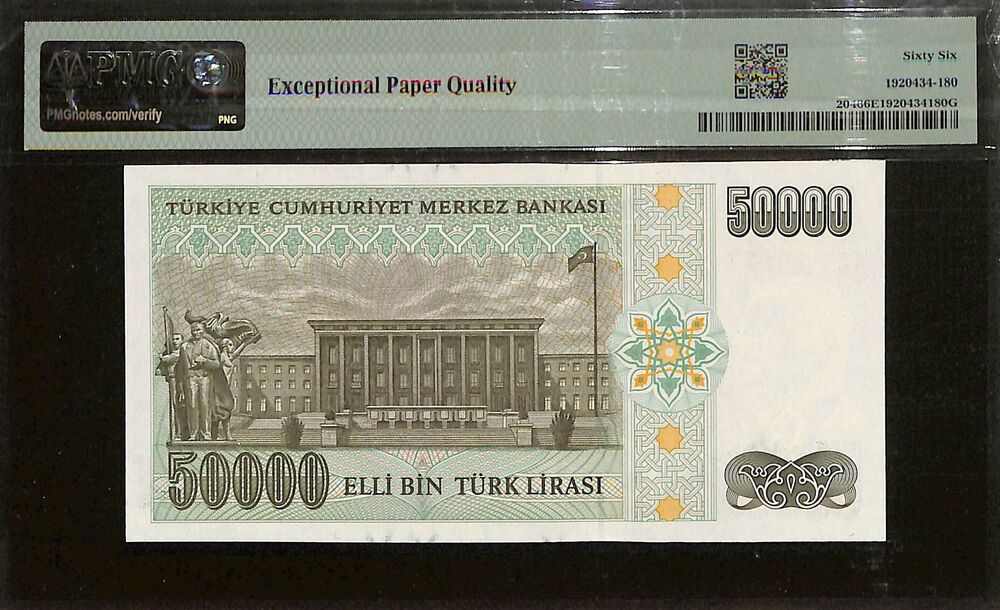 PMG
PMGnotes.com/verify
PNG
Exceptional Paper Quality
Sixty Six
1920434-180
20466E1920434180G
TÜRKİYE CUMHURİYET MERKEZ BANKASI
50000
50000
ELLİ BİN TÜRK LİRASI